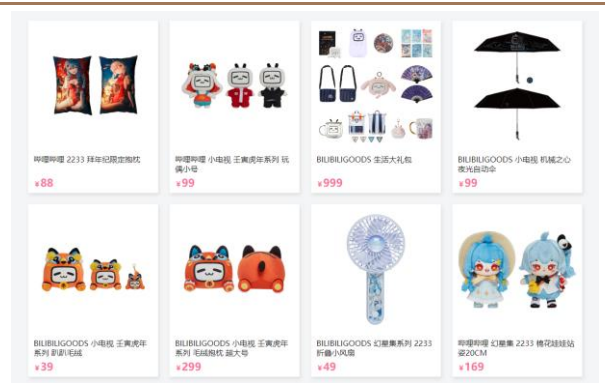 哔哩哔哩 2233 拜年纪限定抱枕
¥88
哔哩哔哩 小电视 壬寅虎年系列 玩
偶小号
¥99
BILIBILIGOODS 生活大礼包
¥999
BILIBILIGOODS 小电视 机械之心
夜光自动伞
¥99
BILIBILIGOODS 小电视 壬寅虎年
系列 趴趴毛绒
¥39
BILIBILIGOODS 小电视 壬寅虎年
系列 毛绒抱枕 超大号
¥299
BILIBILIGOODS 幻星集系列 2233
折叠小风扇
¥49
哔哩哔哩 幻星集 2233 棉花娃娃站
姿20CM
¥169